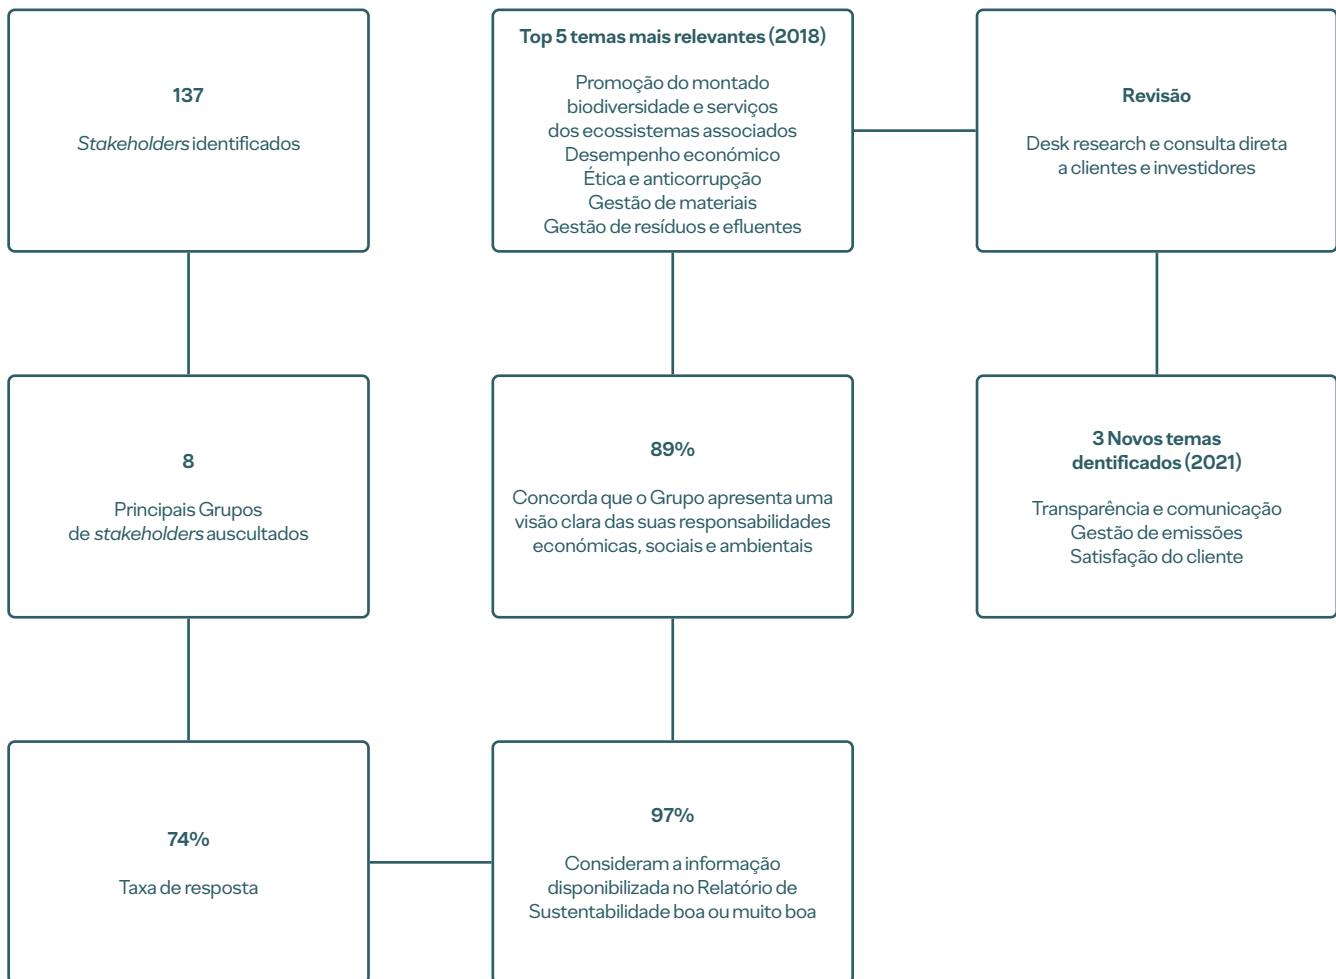 137
Stakeholders identificados
8
Principais Grupos
de stakeholders auscultados
74%
Taxa de resposta
97%
Consideram a informação
disponibilizada no Relatório de
Sustentabilidade boa ou muito boa
89%
Concorda que o Grupo apresenta uma
visão clara das suas responsabilidades
económicas, sociais e ambientais
Top 5 temas mais relevantes (2018)
Promoção do montado
biodiversidade e serviços
dos ecossistemas associados
Desempenho económico
Ética e anticorrupção
Gestão de materiais
Gestão de resíduos e efluentes
Revisão
Desk research e consulta direta
a clientes e investidores
3 Novos temas
dentificados (2021)
Transparência e comunicação
Gestão de emissões
Satisfação do cliente